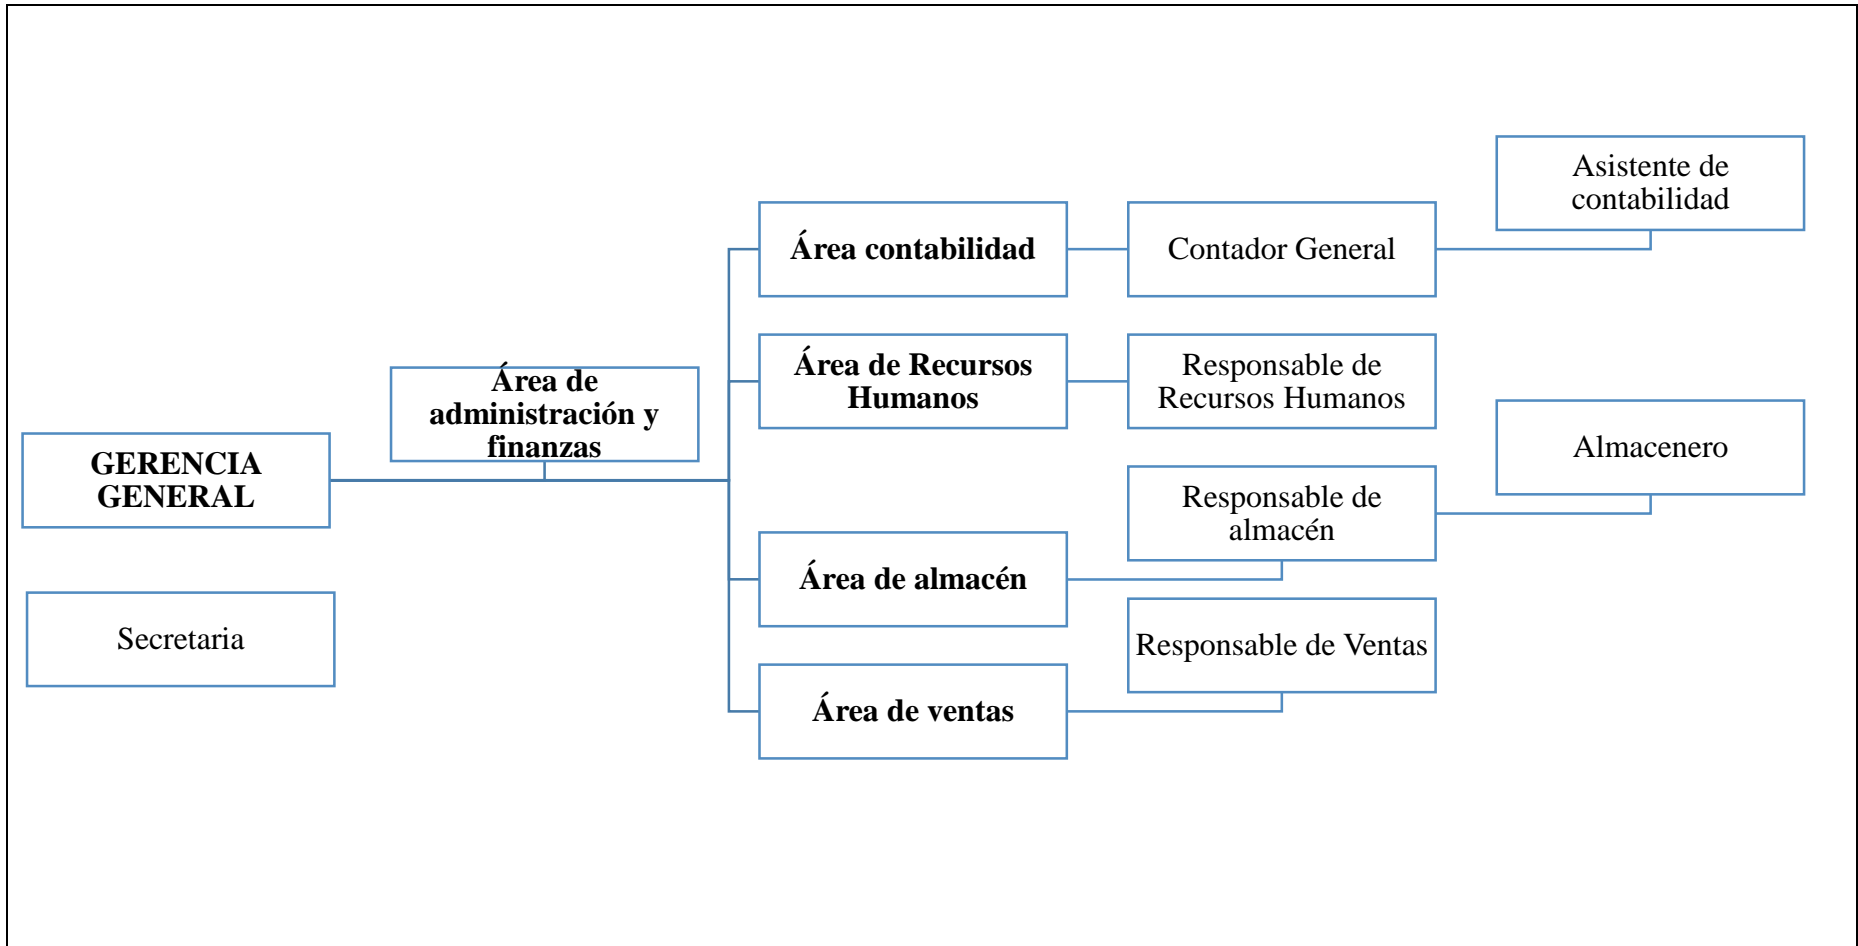 GERENCIA
GENERAL
Secretaria
Área de
administración y
finanzas
Área contabilidad
Contador General
Asistente de
contabilidad
Área de Recursos
Humanos
Responsable de
Recursos Humanos
Área de almacén
Responsable de
almacén
Almacenero
Área de ventas
Responsable de Ventas